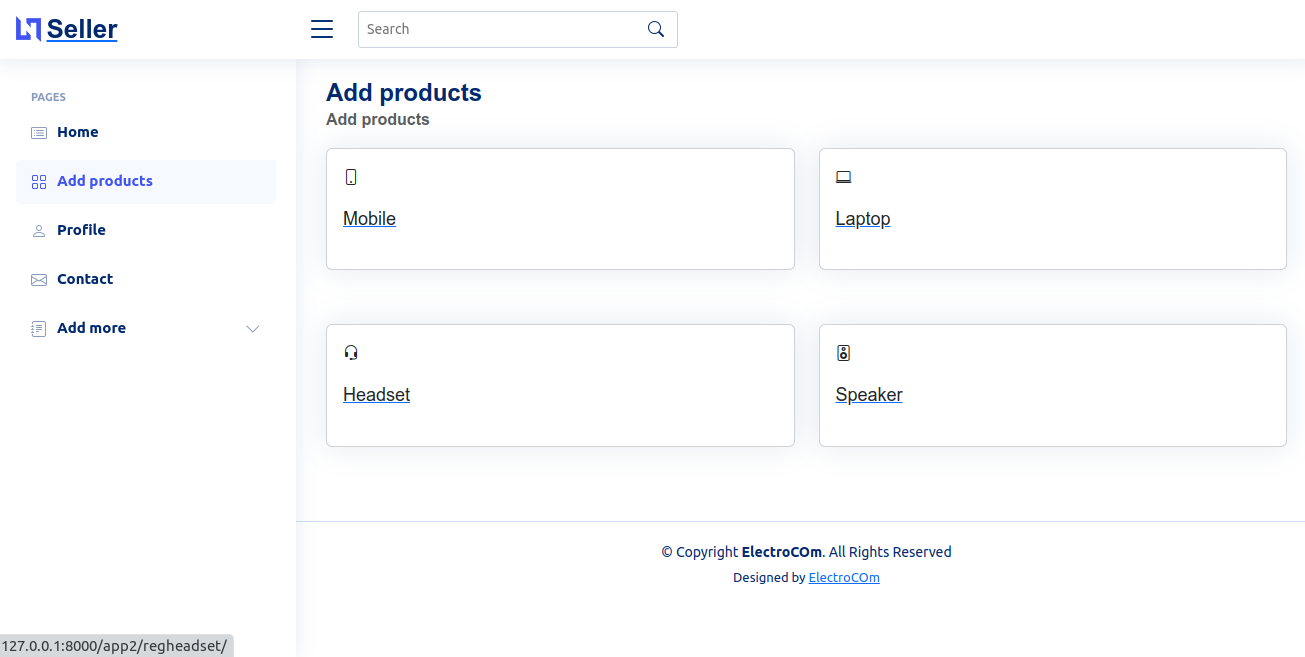 Seller
Search
PAGES
Home
Add products
Profile
Contact
Add more
Add products
Add products
Mobile
Laptop
Headset
Speaker
© Copyright ElectroCOm. All Rights Reserved
Designed by ElectroCOm
127.0.0.1:8000/app2/regheadset/